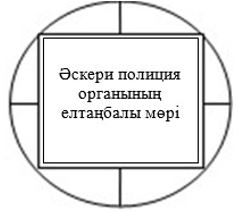 Әскери полиция
органының
елтаңбалы мөрі